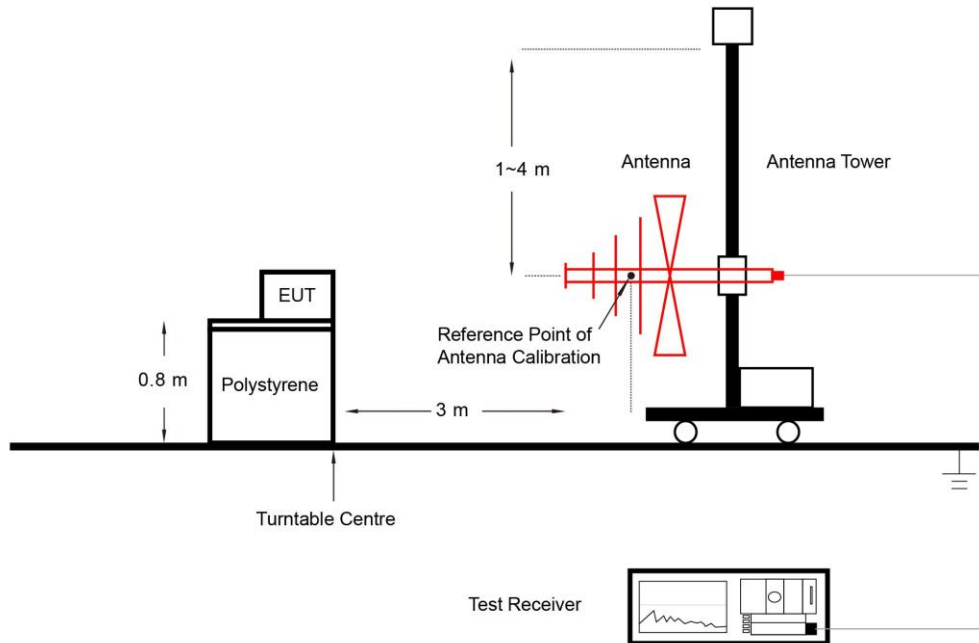 1~4 m
Antenna
Antenna Tower
EUT
Reference Point of
Antenna Calibration
0.8 m
Polystyrene
3 m
Turntable Centre
Test Receiver